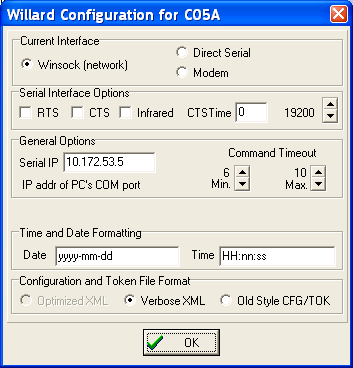 Willard Configuration for C05A
Current Interface
Winsock (network)
Direct Serial
Modem
Serial Interface Options
RTS CTS Infrared CTSTime 0 19200
General Options
Serial IP 10.172.53.5
IP addr of PC's COM port
Command Timeout
6 10
Min. Max.
Time and Date Formatting
Date yyyy-mm-dd Time HH:nn:ss
Configuration and Token File Format
Optimized XML Verbose XML Old Style CFG/TOK
OK